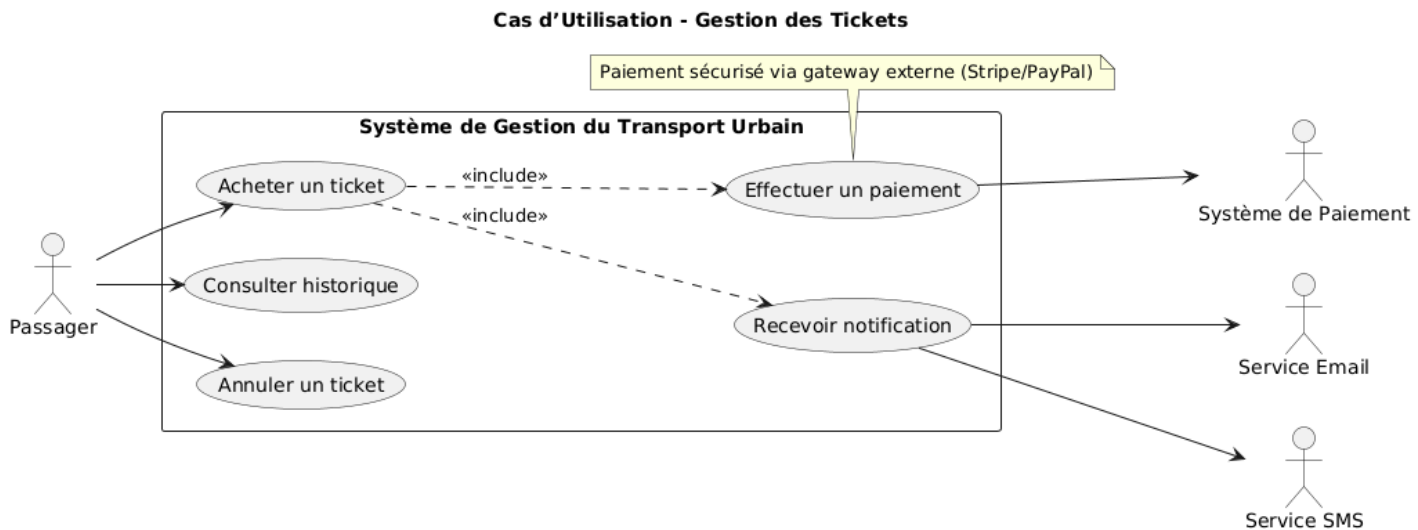 Cas d’Utilisation - Gestion des Tickets
Paiement sécurisé via gateway externe (Stripe/PayPal)
Système de Gestion du Transport Urbain
Acheter un ticket
«include»
Effectuer un paiement
Système de Paiement
«include»
Passager
Consulter historique
Recevoir notification
Service Email
Annuler un ticket
Service SMS